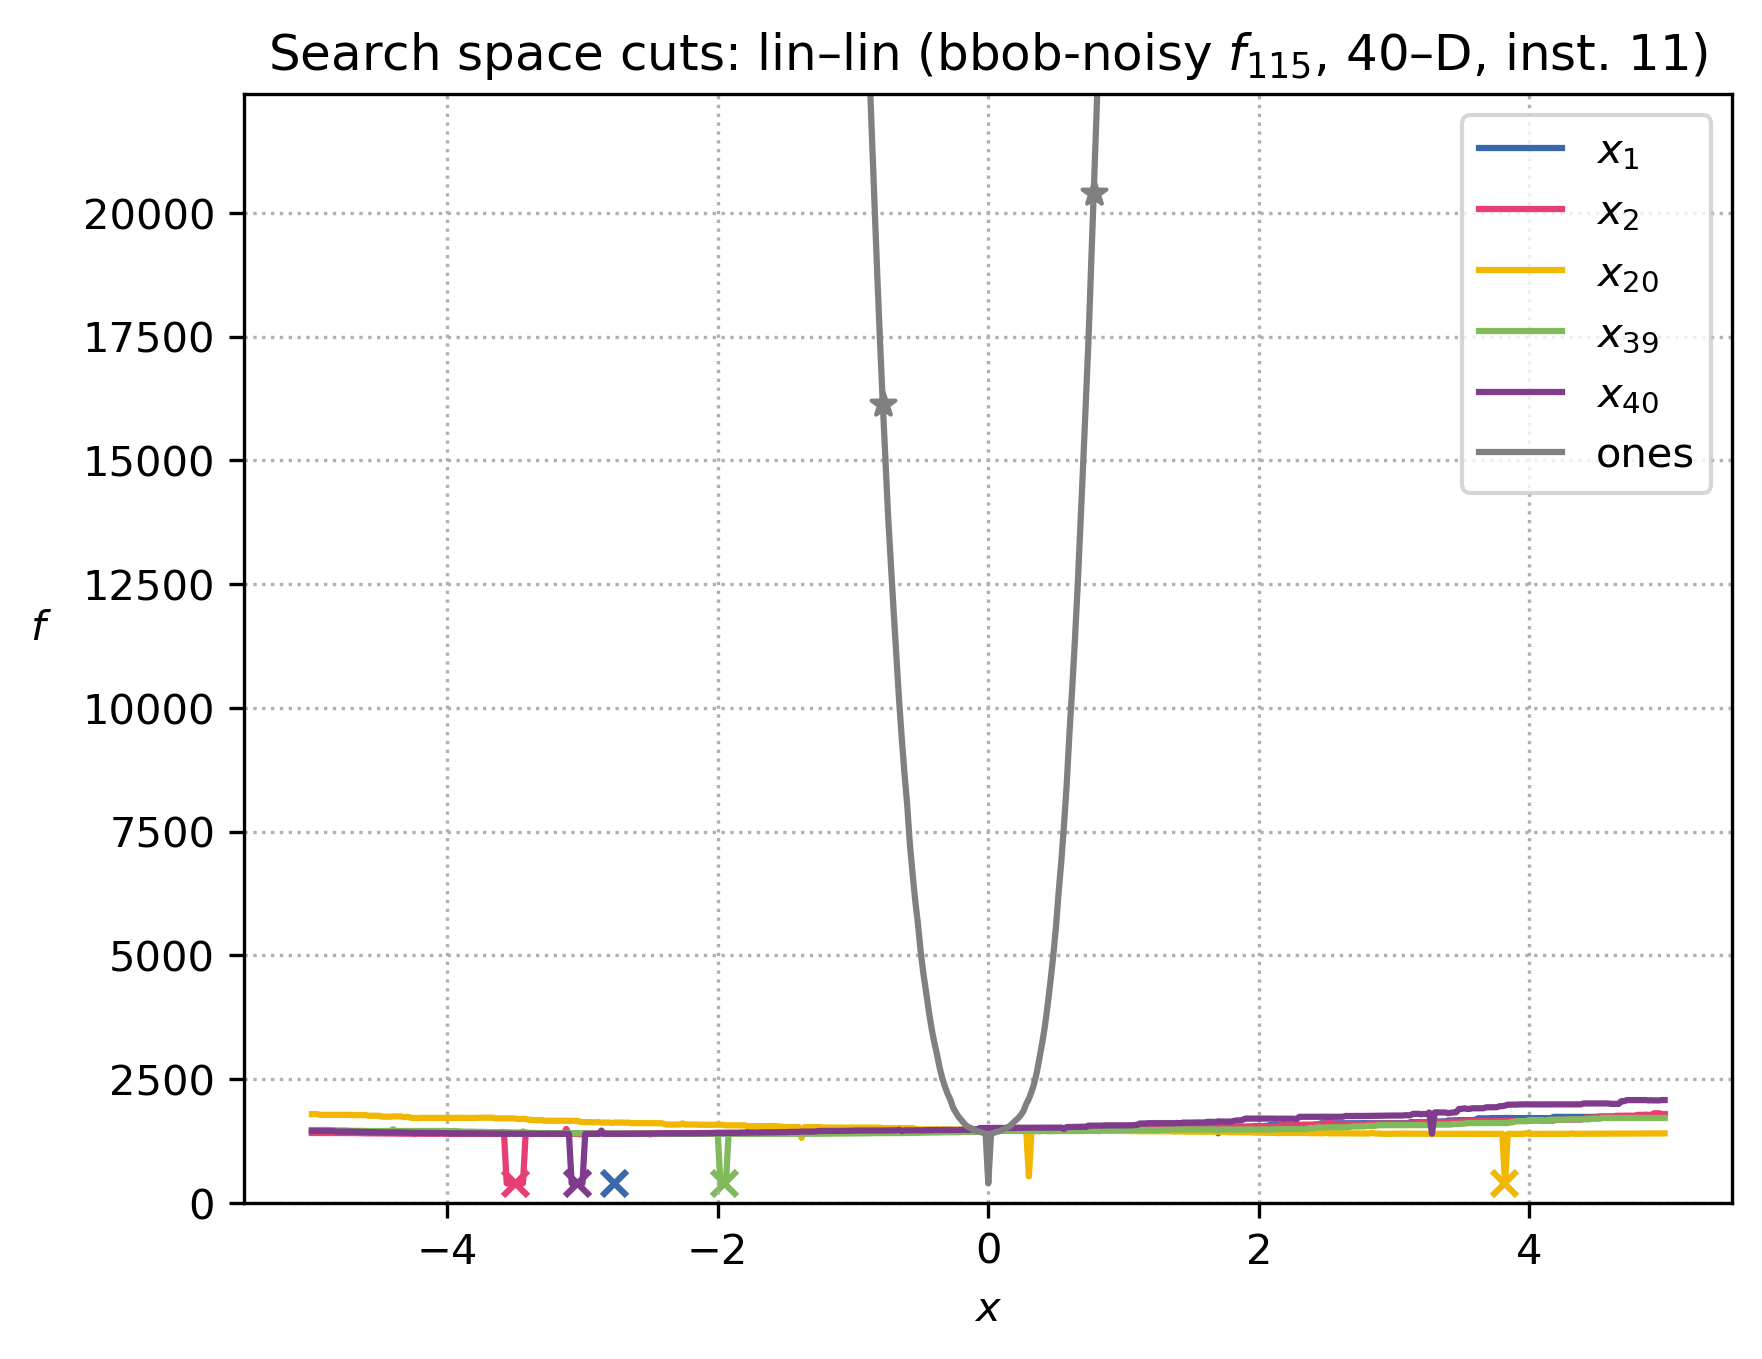 Search space cuts: lin–lin (bbob-noisy f₁₁₅, 40–D, inst. 11)
20000
17500
15000
12500
10000
7500
5000
2500
0
f
−4
−2
0
2
4
x
x₁
x₂
x₂₀
x₃₉
x₄₀
ones